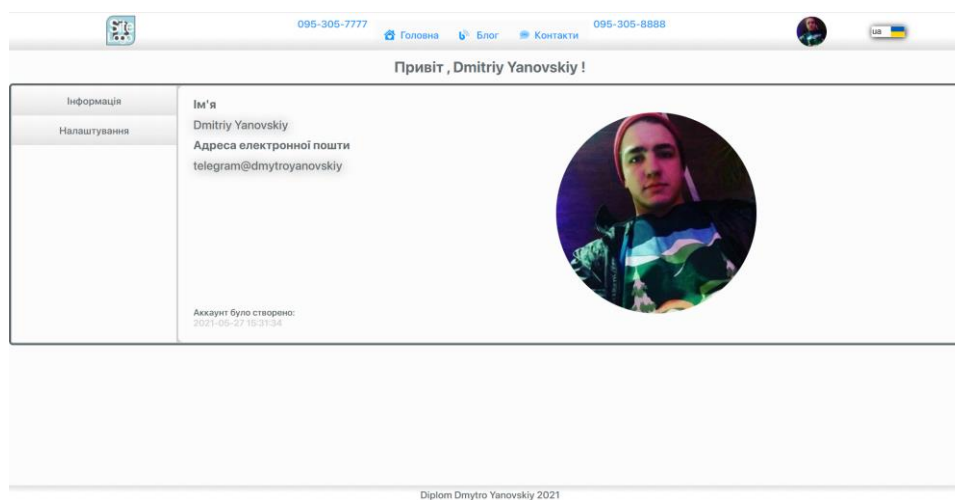 Site
095-305-7777
095-305-8888
Головна
Блог
Контакти
ua
Привіт , Dmitriy Yanovskiy !
Інформація
Налаштування
Ім'я
Dmitriy Yanovskiy
Адреса електронної пошти
telegram@dmytroyanovskiy
Аккаунт було створено:
2021-05-27 15:31:34
Diplom Dmytro Yanovskiy 2021